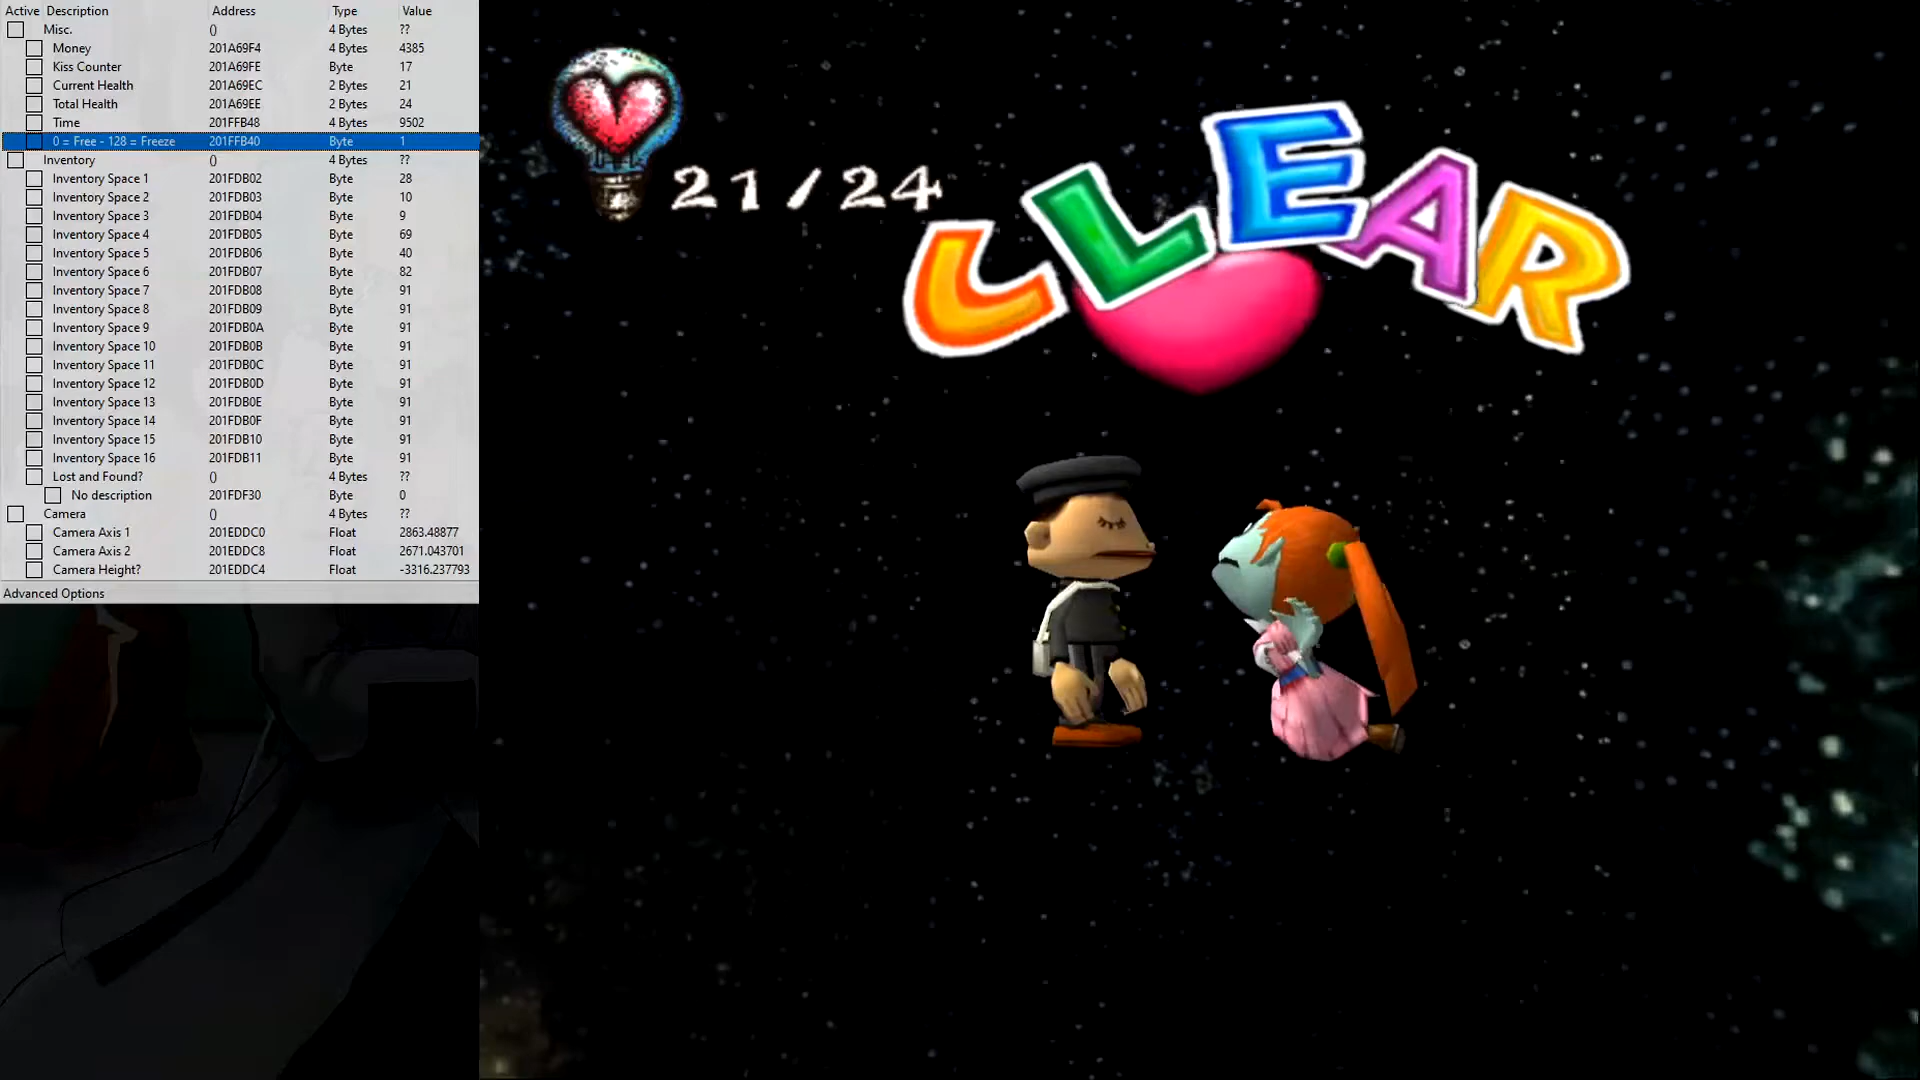 Active Description Address Type Value
Misc. () 4 Bytes ??
Money 201A69F4 4 Bytes 4385
Kiss Counter 201A69FE Byte 17
Current Health 201A69EC 2 Bytes 21
Total Health 201A69EE 2 Bytes 24
Time 201FFB48 4 Bytes 9502
0 = Free - 128 = Freeze 201FFB40 Byte 1
Inventory () 4 Bytes ??
Inventory Space 1 201FDB02 Byte 28
Inventory Space 2 201FDB03 Byte 10
Inventory Space 3 201FDB04 Byte 9
Inventory Space 4 201FDB05 Byte 69
Inventory Space 5 201FDB06 Byte 40
Inventory Space 6 201FDB07 Byte 82
Inventory Space 7 201FDB08 Byte 91
Inventory Space 8 201FDB09 Byte 91
Inventory Space 9 201FDB0A Byte 91
Inventory Space 10 201FDB0B Byte 91
Inventory Space 11 201FDB0C Byte 91
Inventory Space 12 201FDB0D Byte 91
Inventory Space 13 201FDB0E Byte 91
Inventory Space 14 201FDB0F Byte 91
Inventory Space 15 201FDB10 Byte 91
Inventory Space 16 201FDB11 Byte 91
Lost and Found? () 4 Bytes ??
No description 201FDF30 Byte 0
Camera () 4 Bytes ??
Camera Axis 1 201EDDC0 Float 2863.48877
Camera Axis 2 201EDDC8 Float 2671.043701
Camera Height? 201EDDC4 Float -3316.237793
Advanced Options
21/24
CLEAR